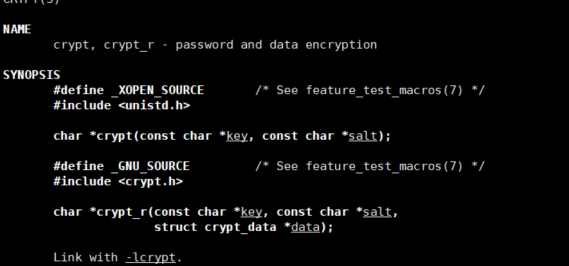 CRYPT(3)
NAME
crypt, crypt_r - password and data encryption
SYNOPSIS
#define _XOPEN_SOURCE /* See feature_test_macros(7) */
#include <unistd.h>
char *crypt(const char *key, const char *salt);
#define _GNU_SOURCE /* See feature_test_macros(7) */
#include <crypt.h>
char *crypt_r(const char *key, const char *salt,
struct crypt_data *data);
Link with -lcrypt.